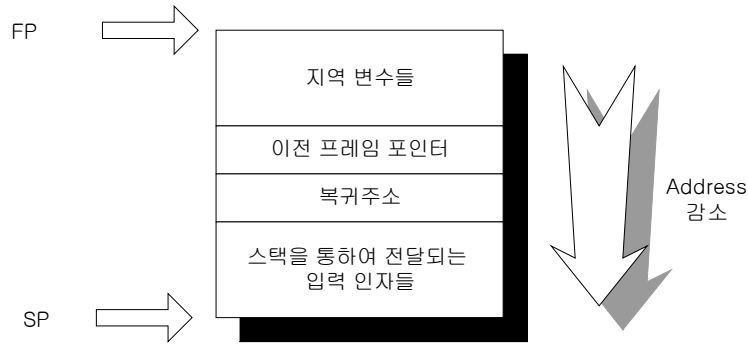 FP
지역 변수들
이전 프레임 포인터
복귀주소
Address
감소
스택을 통하여 전달되는
입력 인자들
SP